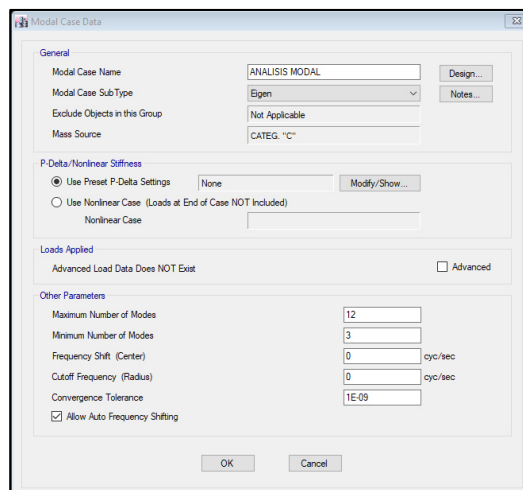 Modal Case Data
General
Modal Case Name ANALISIS MODAL Design...
Modal Case SubType Eigen Notes...
Exclude Objects in this Group Not Applicable
Mass Source CATEG. "C"
P-Delta/Nonlinear Stiffness
Use Preset P-Delta Settings None Modify/Show...
Use Nonlinear Case (Loads at End of Case NOT Included)
Nonlinear Case
Loads Applied
Advanced Load Data Does NOT Exist Advanced
Other Parameters
Maximum Number of Modes 12
Minimum Number of Modes 3
Frequency Shift (Center) 0 cyc/sec
Cutoff Frequency (Radius) 0 cyc/sec
Convergence Tolerance 1E-09
Allow Auto Frequency Shifting
OK Cancel